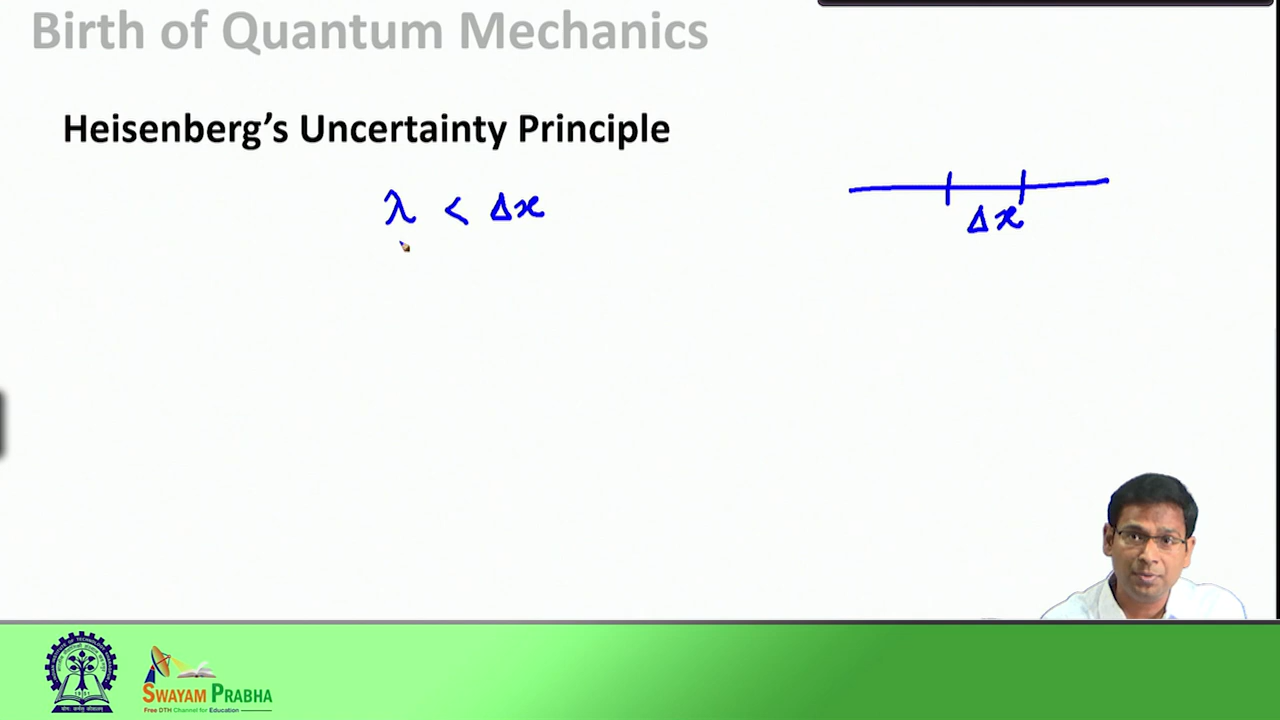 Birth of Quantum Mechanics
Heisenberg's Uncertainty Principle
λ < Δx
Δx
SWAYAM PRABHA
Free DTH Channel for Education